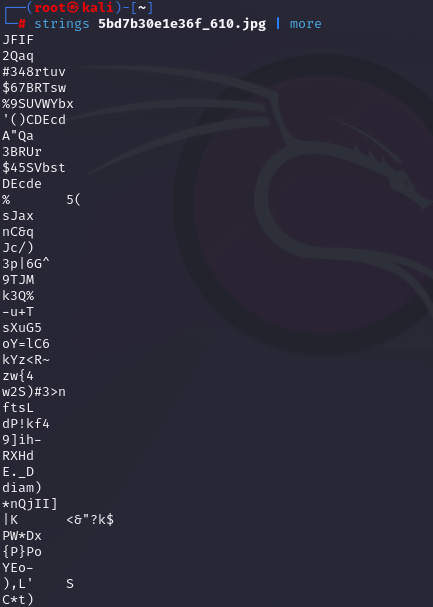 ┌──(root㉿kali)-[~]
└─# strings 5bd7b30e1e36f_610.jpg | more
JFIF
2Qaq
#348rtuv
$67BRTsw
%9SUVWYbx
'()CDEcd
A"Qa
3BRUr
$45SVbst
DEcde
%       5(
sJax
nC&q
Jc/)
3p|6G^
9TJM
k3Q%
-u+T
sXuG5
oY=lC6
kYz<R~
zw{4
w2S)#3>n
ftsL
dP!kf4
9]ih-
RXHd
E._D
diam)
*nQjII]
|K      <&"?k$
PW*Dx
{P}Po
YEo-
),L'    S
C*t)